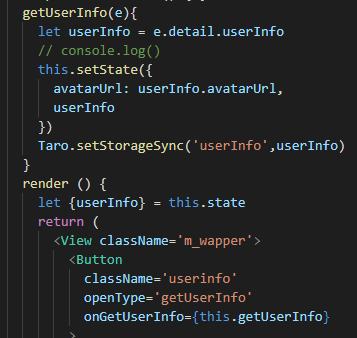 getUserInfo(e){
let userInfo = e.detail.userInfo
// console.log()
this.setState({
avatarUrl: userInfo.avatarUrl,
userInfo
})
Taro.setStorageSync('userInfo',userInfo)
}
render () {
let {userInfo} = this.state
return (
<View className='m_wapper'>
<Button
className='userinfo'
openType='getUserInfo'
onGetUserInfo={this.getUserInfo}
>